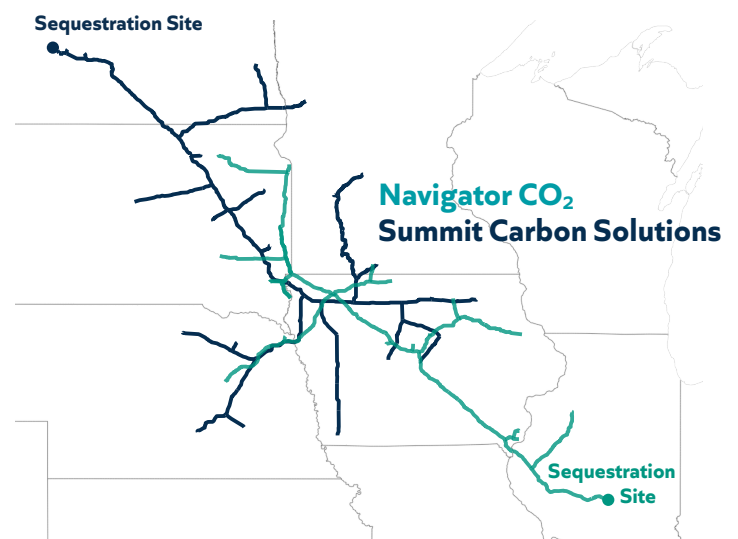 Sequestration Site
Navigator CO₂
Summit Carbon Solutions
Sequestration
Site